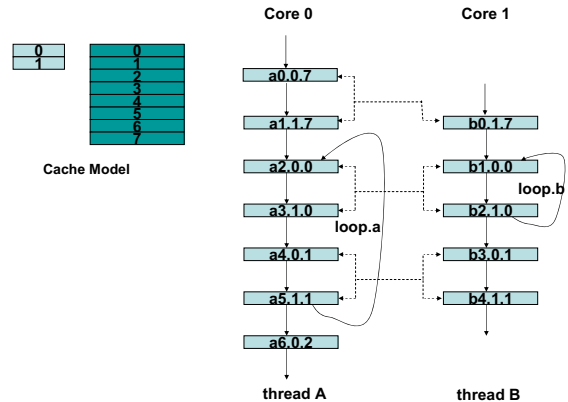 Core 0
Core 1
0
1
0
1
2
3
4
5
6
7
Cache Model
a0.0.7
a1.1.7
a2.0.0
a3.1.0
loop.a
a4.0.1
a5.1.1
a6.0.2
thread A
b0.1.7
b1.0.0
loop.b
b2.1.0
b3.0.1
b4.1.1
thread B